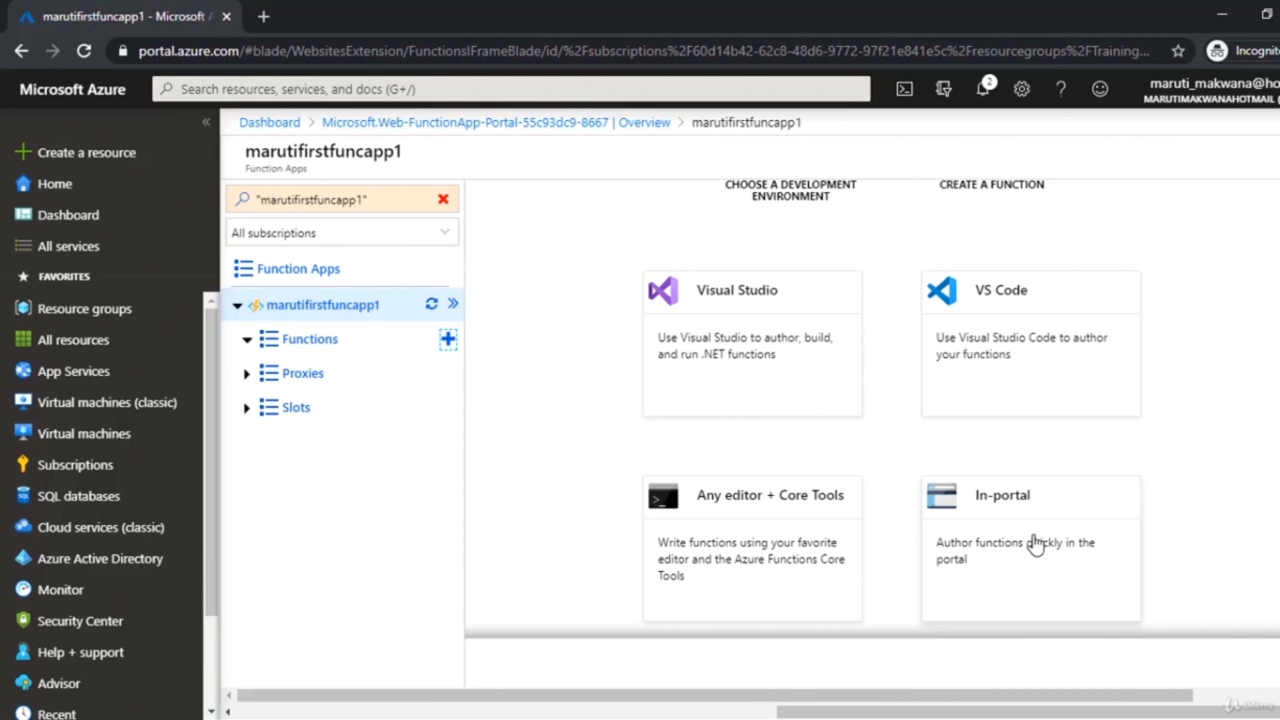 marutifirstfuncapp1 - Microsoft A
portal.azure.com/#blade/WebsitesExtension/FunctionsIFrameBlade/id/%2Fsubscriptions%2F60d14b42-62c8-48d6-9772-97f21e841e5c%2Fresourcegroups%2FTraining...
Incognito
Microsoft Azure
Search resources, services, and docs (G+/)
2
maruti_makwana@ho
MARUTIMAKWANAHOTMAIL (
Dashboard > Microsoft.Web-FunctionApp-Portal-55c93dc9-8667 | Overview > marutifirstfuncapp1
marutifirstfuncapp1
Function Apps
Create a resource
Home
Dashboard
All services
FAVORITES
Resource groups
All resources
App Services
Virtual machines (classic)
Virtual machines
Subscriptions
SQL databases
Cloud services (classic)
Azure Active Directory
Monitor
Security Center
Help + support
Advisor
Recent
"marutifirstfuncapp1"
All subscriptions
Function Apps
marutifirstfuncapp1
Functions
Proxies
Slots
CHOOSE A DEVELOPMENT
ENVIRONMENT
CREATE A FUNCTION
Visual Studio
Use Visual Studio to author, build,
and run .NET functions
VS Code
Use Visual Studio Code to author
your functions
Any editor + Core Tools
Write functions using your favorite
editor and the Azure Functions Core
Tools
In-portal
Author functions quickly in the
portal
Udemy